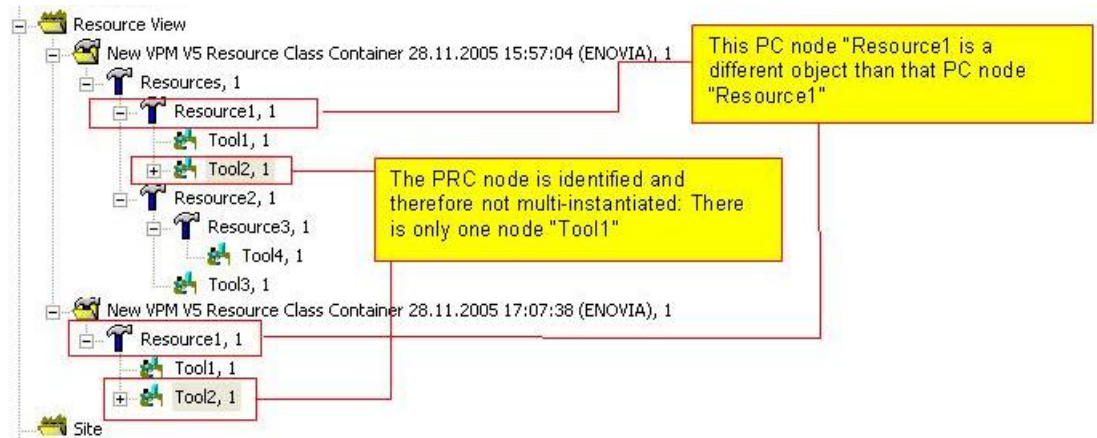 Resource View
New VPM V5 Resource Class Container 28.11.2005 15:57:04 (ENOVIA), 1
Resources, 1
Resource1, 1
Tool1, 1
Tool2, 1
Resource2, 1
Resource3, 1
Tool4, 1
Tool3, 1
New VPM V5 Resource Class Container 28.11.2005 17:07:38 (ENOVIA), 1
Resource1, 1
Tool1, 1
Tool2, 1
Site
This PC node "Resource1 is a
different object than that PC node
"Resource1"
The PRC node is identified and
therefore not multi-instantiated: There
is only one node "Tool1"